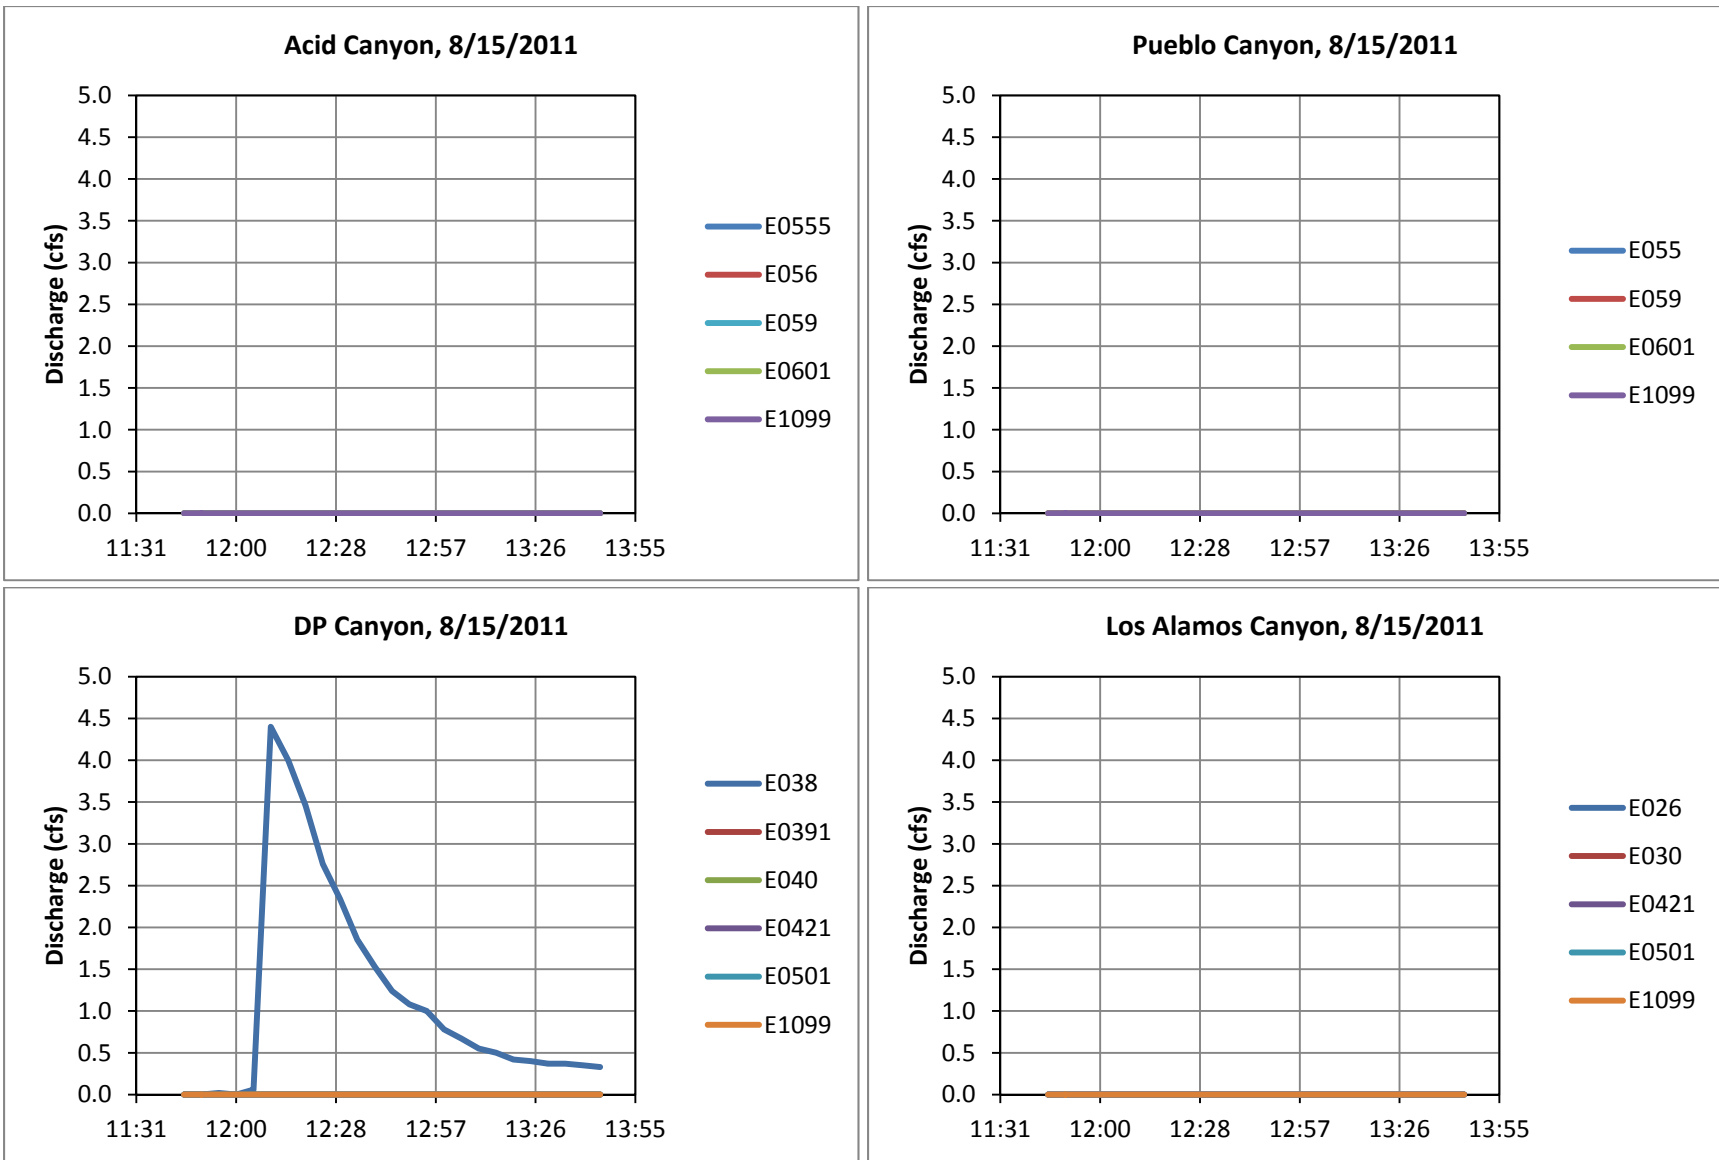 Acid Canyon, 8/15/2011
5.0
4.5
4.0
3.5
3.0
2.5
2.0
1.5
1.0
0.5
0.0
Discharge (cfs)
11:31 12:00 12:28 12:57 13:26 13:55
E0555
E056
E059
E0601
E1099
Pueblo Canyon, 8/15/2011
5.0
4.5
4.0
3.5
3.0
2.5
2.0
1.5
1.0
0.5
0.0
Discharge (cfs)
11:31 12:00 12:28 12:57 13:26 13:55
E055
E059
E0601
E1099
DP Canyon, 8/15/2011
5.0
4.5
4.0
3.5
3.0
2.5
2.0
1.5
1.0
0.5
0.0
Discharge (cfs)
11:31 12:00 12:28 12:57 13:26 13:55
E038
E0391
E040
E0421
E0501
E1099
Los Alamos Canyon, 8/15/2011
5.0
4.5
4.0
3.5
3.0
2.5
2.0
1.5
1.0
0.5
0.0
Discharge (cfs)
11:31 12:00 12:28 12:57 13:26 13:55
E026
E030
E0421
E0501
E1099